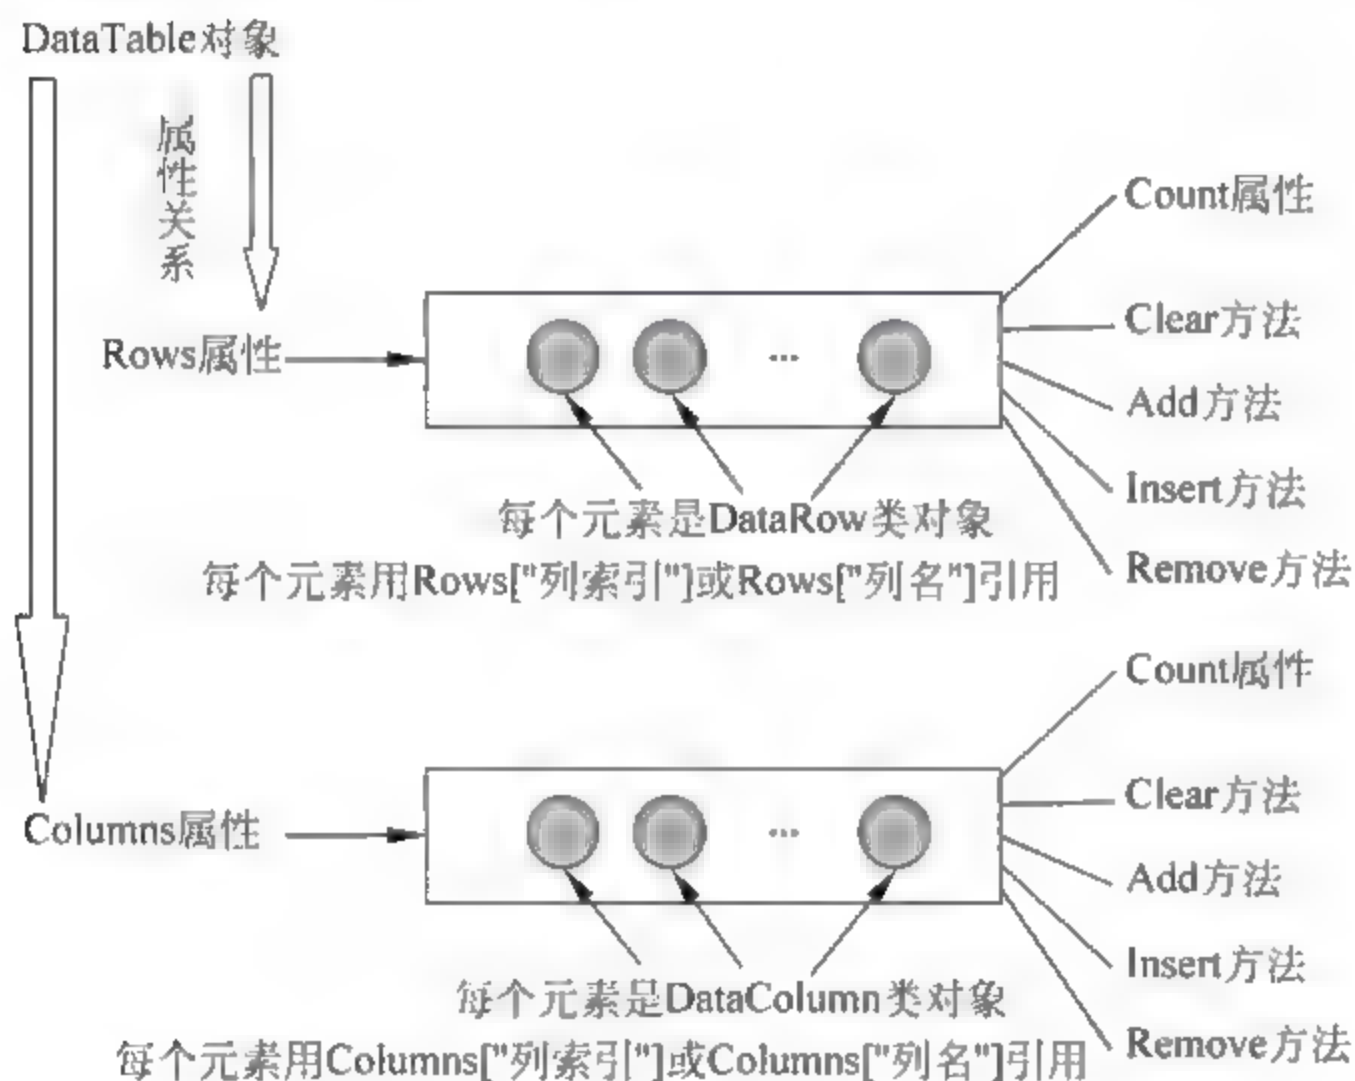 DataTable对象
属性关系
Count属性
Clear方法
Rows属性
...
Add方法
Insert方法
每个元素是DataRow类对象
Remove方法
每个元素用Rows["列索引"]或Rows["列名"]引用
Count属性
Clear方法
Columns属性
...
Add方法
Insert方法
每个元素是DataColumn类对象
Remove方法
每个元素用Columns["列索引"]或Columns["列名"]引用